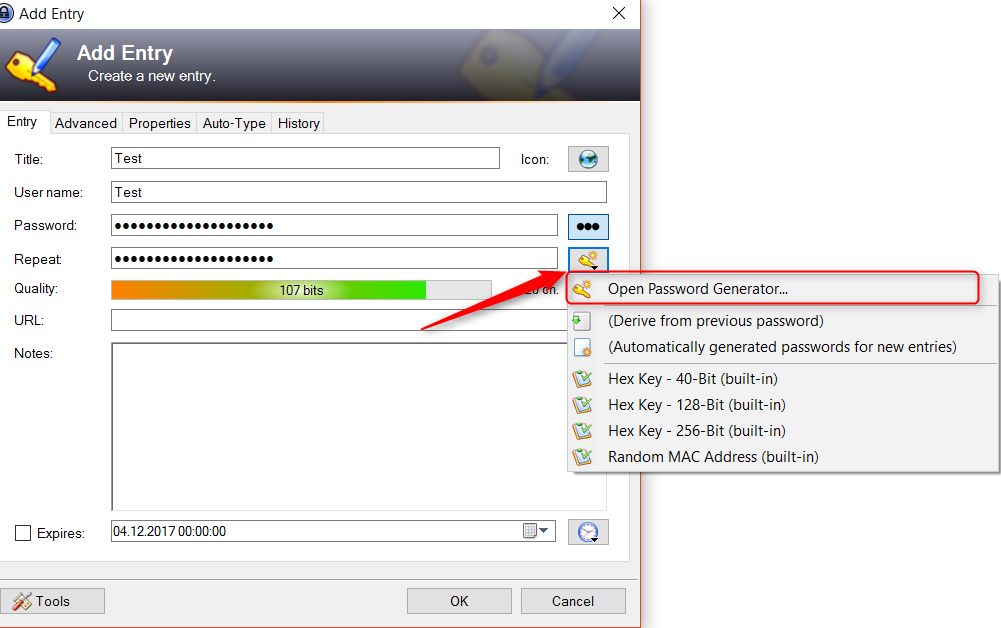 Add Entry
Add Entry
Create a new entry.
Entry Advanced Properties Auto-Type History
Title: Test Icon:
User name: Test
Password: ●●●●●●●●●●●●●●●●●●●● ●●●
Repeat: ●●●●●●●●●●●●●●●●●●●●
Quality: 107 bits ch.
Open Password Generator...
URL:
(Derive from previous password)
Notes:
(Automatically generated passwords for new entries)
Hex Key - 40-Bit (built-in)
Hex Key - 128-Bit (built-in)
Hex Key - 256-Bit (built-in)
Random MAC Address (built-in)
Expires: 04.12.2017 00:00:00
Tools OK Cancel